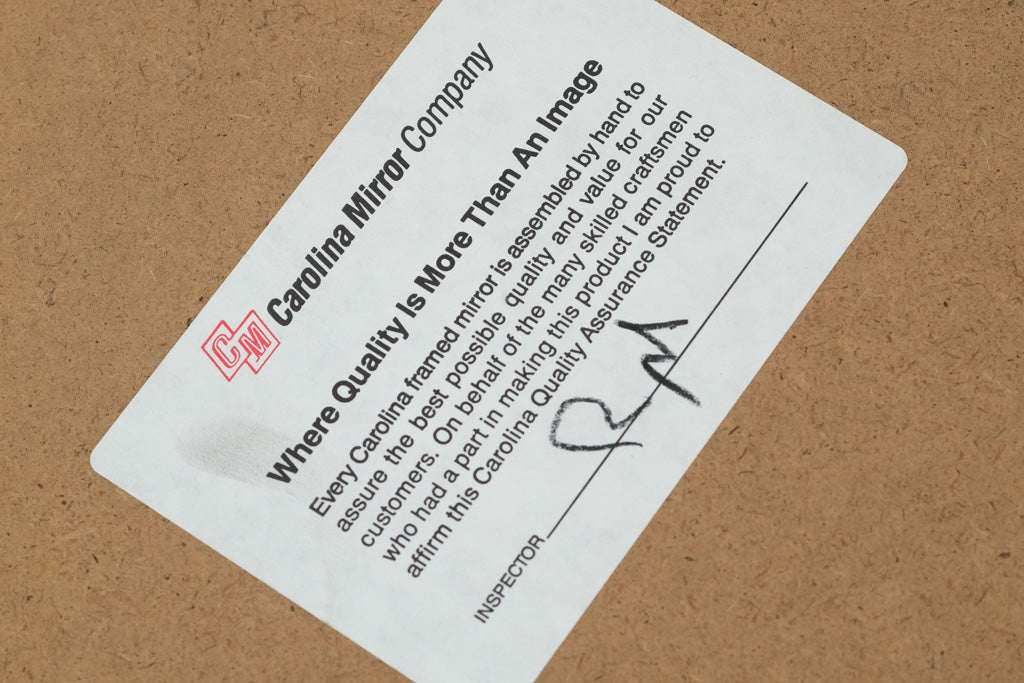 CM Carolina Mirror Company
Where Quality Is More Than An Image
Every Carolina framed mirror is assembled by hand to
assure the best possible quality and value for our
customers. On behalf of the many skilled craftsmen
who had a part in making this product I am proud to
affirm this Carolina Quality Assurance Statement.
INSPECTOR RM